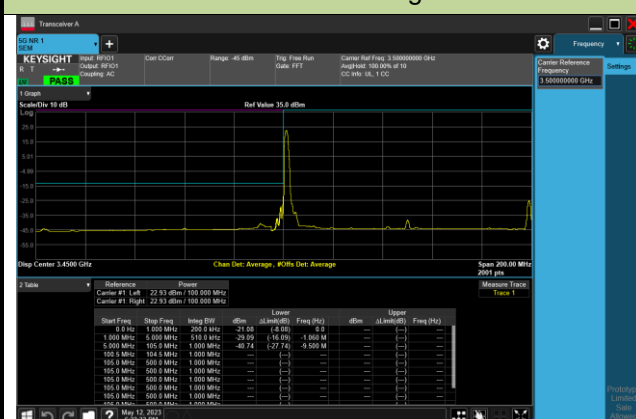 Transceiver A
5G NR 1
SEM
Frequency
KEYSIGHT
R T
PASS
Input: RFIO1
Output: RFIO1
Coupling: AC
Corr CCorr
Range: -45 dBm
Trig: Free Run
Gate: FFT
Carrier Ref Freq: 3.500000000 GHz
Avg|Hold: 100.00% of 10
CC Info: UL, 1 CC
Carrier Reference
Frequency
3.500000000 GHz
Settings
1 Graph
Scale/Div 10 dB
Ref Value 35.0 dBm
Log
25.0
15.0
5.01
-4.99
-15.0
-25.0
-35.0
-45.0
-55.0
Disp Center 3.4500 GHz
Chan Det: Average, #Offs Det: Average
Span 200.00 MHz
2001 pts
2 Table
Reference Power
Carrier #1: Left 22.93 dBm / 100.000 MHz
Carrier #1: Right 22.93 dBm / 100.000 MHz
Measure Trace
Trace 1
Lower Upper
Start Freq Stop Freq Integ BW dBm ΔLimit(dB) Freq (Hz) dBm ΔLimit(dB) Freq (Hz)
0.0 Hz 1.000 MHz 200.0 kHz -21.08 (-8.08) 0.0 --- (---) ---
1.000 MHz 5.000 MHz 510.0 kHz -29.09 (-16.09) -1.060 M --- (---) ---
5.000 MHz 105.0 MHz 1.000 MHz -40.74 (-27.74) -9.500 M --- (---) ---
100.5 MHz 104.5 MHz 1.000 MHz --- (---) --- --- (---) ---
105.0 MHz 500.0 MHz 1.000 MHz --- (---) --- --- (---) ---
105.0 MHz 500.0 MHz 1.000 MHz --- (---) --- --- (---) ---
105.0 MHz 500.0 MHz 1.000 MHz --- (---) --- --- (---) ---
105.0 MHz 500.0 MHz 1.000 MHz --- (---) --- --- (---) ---
May 12, 2023